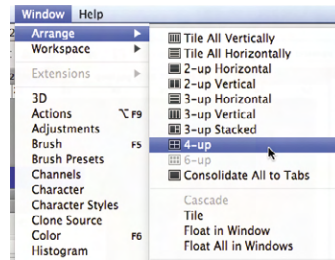 Window Help
Arrange
Workspace
Extensions
3D
Actions ⌥F9
Adjustments
Brush F5
Brush Presets
Channels
Character
Character Styles
Clone Source
Color F6
Histogram
Tile All Vertically
Tile All Horizontally
2-up Horizontal
2-up Vertical
3-up Horizontal
3-up Vertical
3-up Stacked
4-up
6-up
Consolidate All to Tabs
Cascade
Tile
Float in Window
Float All in Windows